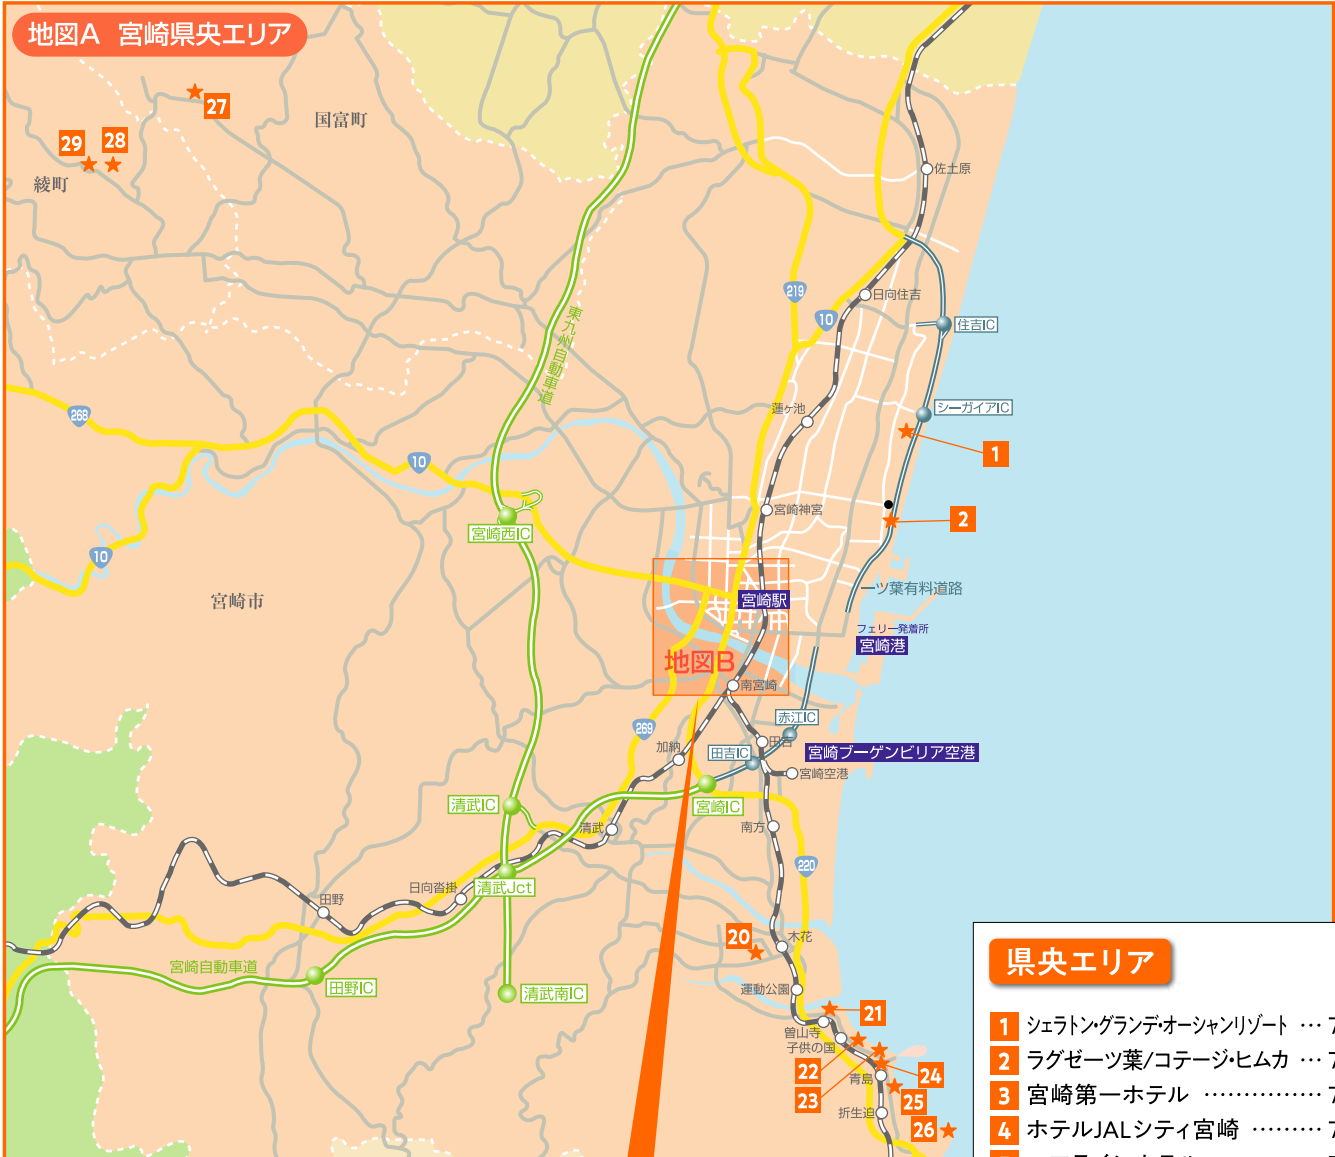 地図A 宮崎県央エリア
27
国富町
29
28
綾町
佐土原
219
日向住吉
10
住吉IC
東九州自動車道
268
シーガイアIC
蓮ヶ池
1
10
宮崎神宮
2
宮崎西IC
10
一ツ葉有料道路
宮崎市
宮崎駅
フェリー発着所
宮崎港
地図B
南宮崎
赤江IC
269
田吉
加納
田吉IC
宮崎ブーゲンビリア空港
宮崎空港
清武IC
宮崎IC
清武
南方
220
日向沓掛
清武Jct
田野
20
木花
宮崎自動車道
田野IC
清武南IC
運動公園
21
曽山寺
子供の国
22
青島
24
23
25
折生迫
26
県央エリア
1 シェラトン・グランデ・オーシャンリゾート … 7
2 ラグゼ一ツ葉/コテージ・ヒムカ … 7
3 宮崎第一ホテル …………… 7
4 ホテルJALシティ宮崎 ……… 7